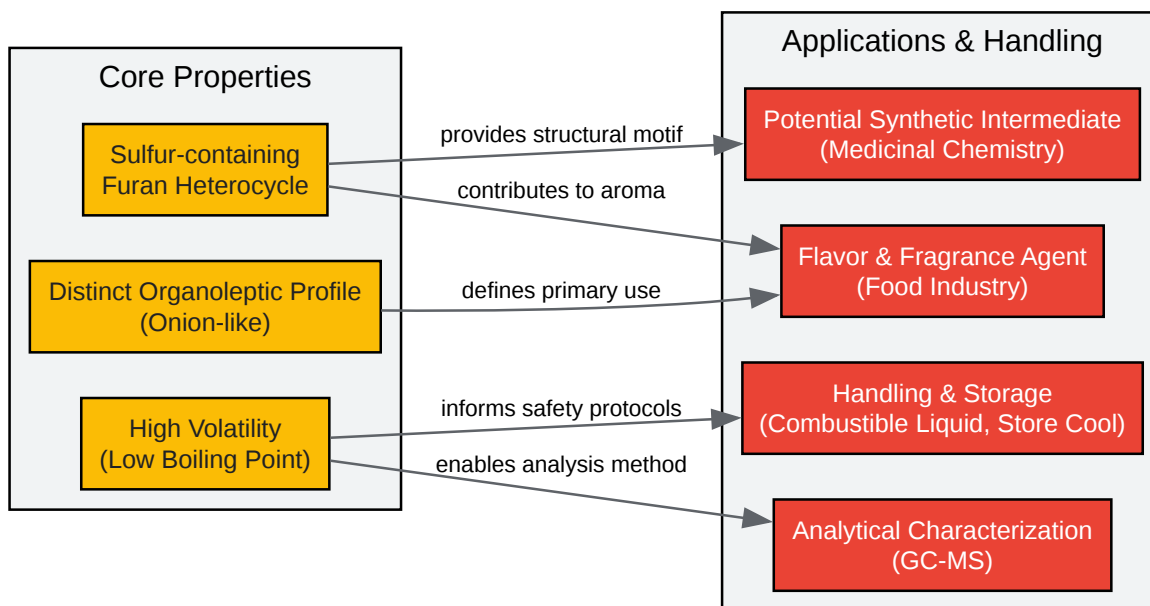 Core Properties
Sulfur-containing
Furan Heterocycle
Distinct Organoleptic Profile
(Onion-like)
High Volatility
(Low Boiling Point)
provides structural motif
contributes to aroma
defines primary use
informs safety protocols
enables analysis method
Applications & Handling
Potential Synthetic Intermediate
(Medicinal Chemistry)
Flavor & Fragrance Agent
(Food Industry)
Handling & Storage
(Combustible Liquid, Store Cool)
Analytical Characterization
(GC-MS)